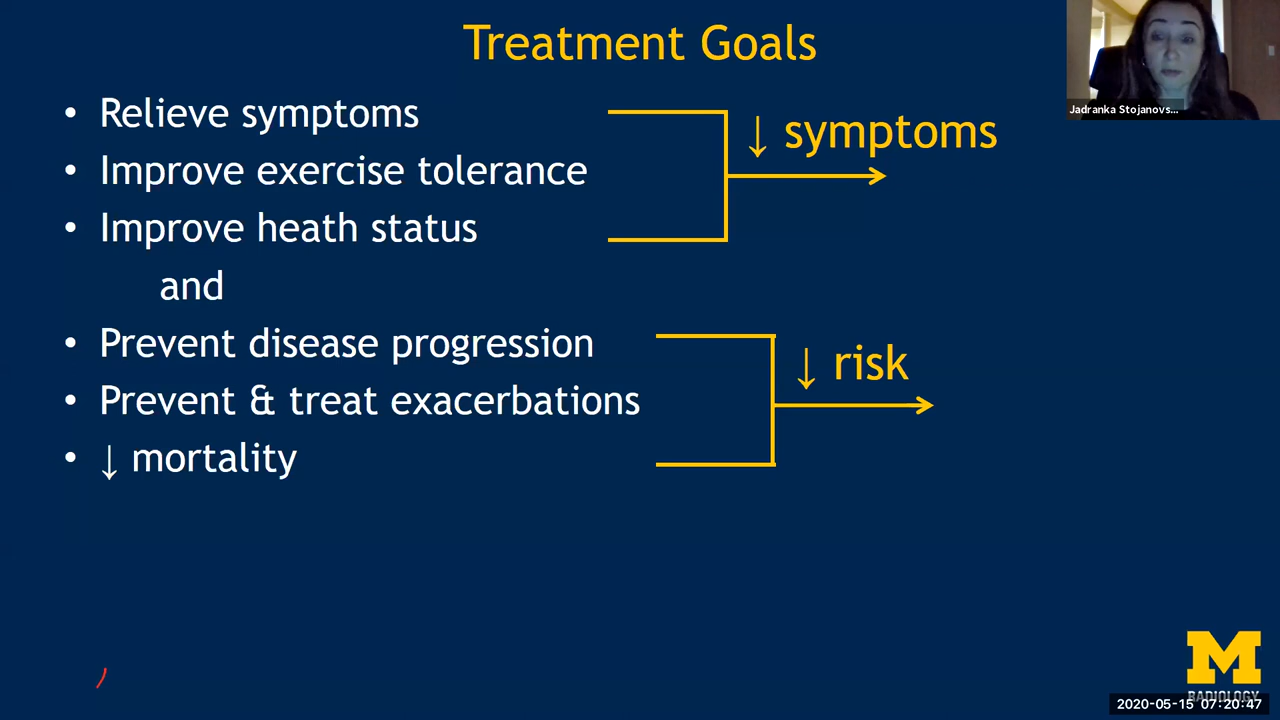 Treatment Goals
• Relieve symptoms
• Improve exercise tolerance
• Improve heath status
and
• Prevent disease progression
• Prevent & treat exacerbations
• ↓ mortality
↓ symptoms
↓ risk
Jadranka Stojanovs...
M
RADIOLOGY
2020-05-15 07:20:47